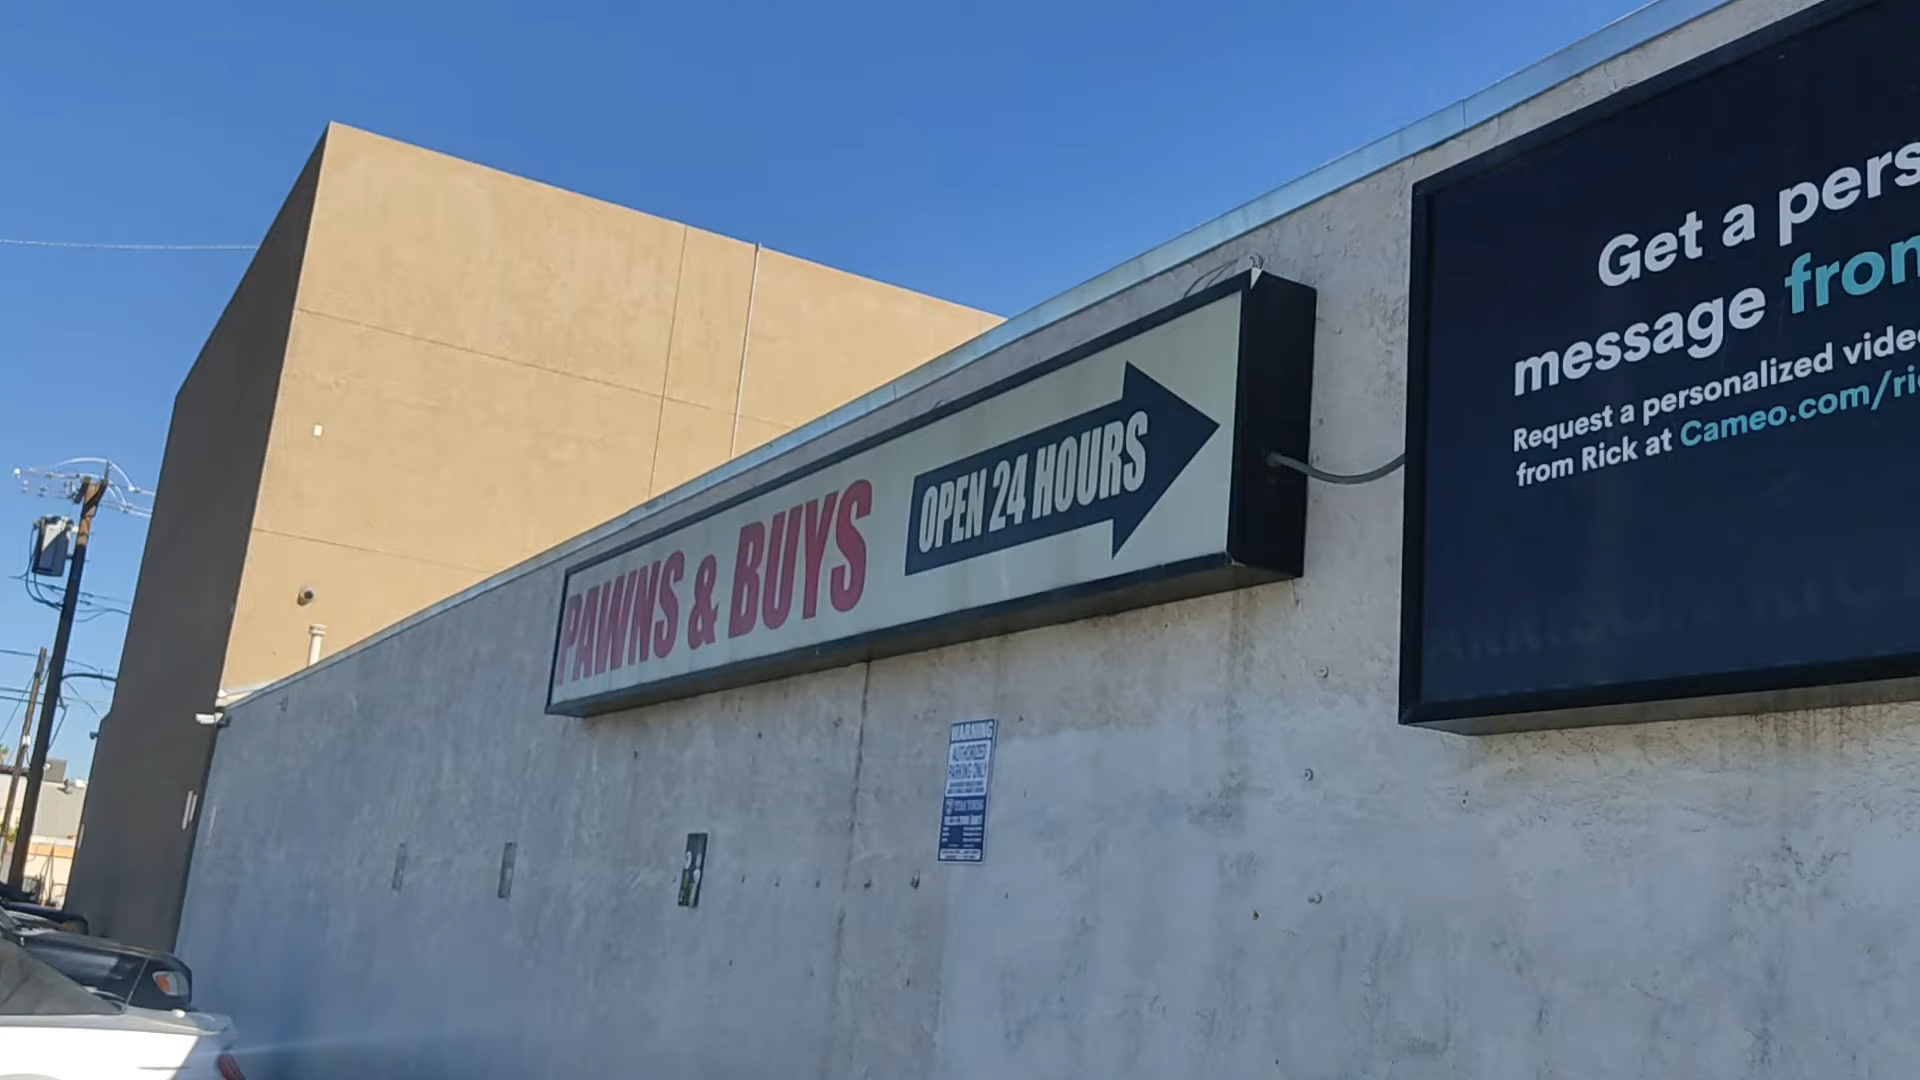 PAWNS & BUYS
OPEN 24 HOURS
Get a pers
message from
Request a personalized video
from Rick at Cameo.com/ri
WARNING
AUTHORIZED
PARKING ONLY